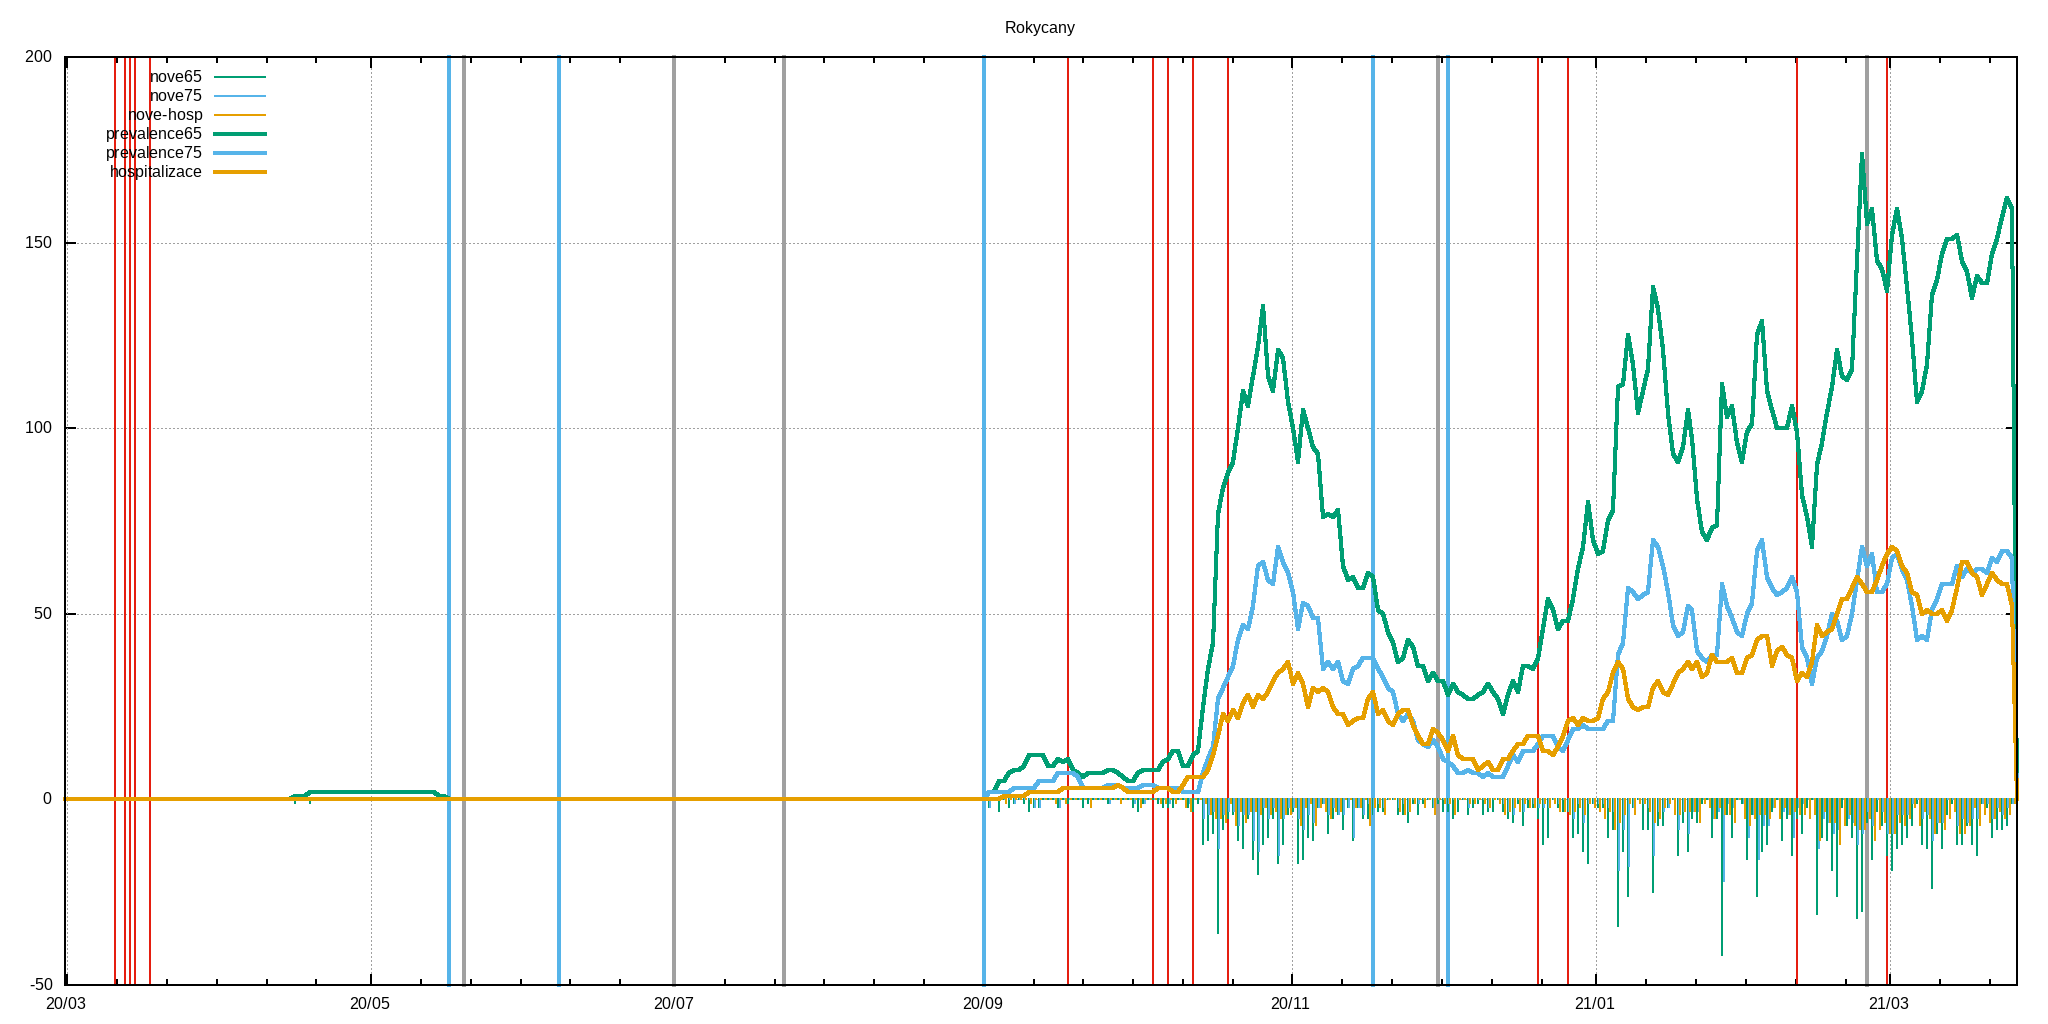 Rokycany
200
nove65
nove75
nove-hosp
prevalence65
prevalence75
hospitalizace
150
100
50
0
-50
20/03 20/05 20/07 20/09 20/11 21/01 21/03